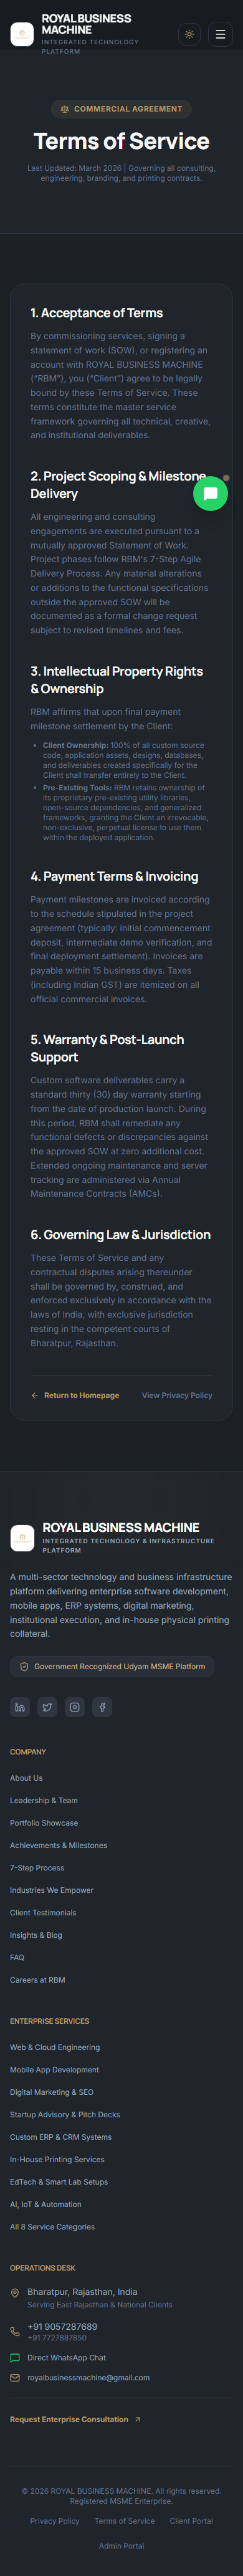 ROYAL BUSINESS
MACHINE
INTEGRATED TECHNOLOGY
PLATFORM
COMMERCIAL AGREEMENT
Terms of Service
Last Updated: March 2026 | Governing all consulting,
engineering, branding, and printing contracts.
1. Acceptance of Terms
By commissioning services, signing a
statement of work (SOW), or registering an
account with ROYAL BUSINESS MACHINE
("RBM"), you ("Client") agree to be legally
bound by these Terms of Service. These
terms constitute the master service
framework governing all technical, creative,
and institutional deliverables.
2. Project Scoping & Milestone
Delivery
All engineering and consulting
engagements are executed pursuant to a
mutually approved Statement of Work.
Project phases follow RBM's 7-Step Agile
Delivery Process. Any material alterations
or additions to the functional specifications
outside the approved SOW will be
documented as a formal change request
subject to revised timelines and fees.
3. Intellectual Property Rights
& Ownership
RBM affirms that upon final payment
milestone settlement by the Client:
• Client Ownership: 100% of all custom source
code, application assets, designs, databases,
and deliverables created specifically for the
Client shall transfer entirely to the Client.
• Pre-Existing Tools: RBM retains ownership of
its proprietary pre-existing utility libraries,
open-source dependencies, and generalized
frameworks, granting the Client an irrevocable,
non-exclusive, perpetual license to use them
within the deployed application.
4. Payment Terms & Invoicing
Payment milestones are invoiced according
to the schedule stipulated in the project
agreement (typically: initial commencement
deposit, intermediate demo verification, and
final deployment settlement). Invoices are
payable within 15 business days. Taxes
(including Indian GST) are itemized on all
official commercial invoices.
5. Warranty & Post-Launch
Support
Custom software deliverables carry a
standard thirty (30) day warranty starting
from the date of production launch. During
this period, RBM shall remediate any
functional defects or discrepancies against
the approved SOW at zero additional cost.
Extended ongoing maintenance and server
tracking are administered via Annual
Maintenance Contracts (AMCs).
6. Governing Law & Jurisdiction
These Terms of Service and any
contractual disputes arising thereunder
shall be governed by, construed, and
enforced exclusively in accordance with the
laws of India, with exclusive jurisdiction
resting in the competent courts of
Bharatpur, Rajasthan.
← Return to Homepage View Privacy Policy
ROYAL BUSINESS MACHINE
INTEGRATED TECHNOLOGY & INFRASTRUCTURE
PLATFORM
A multi-sector technology and business infrastructure
platform delivering enterprise software development,
mobile apps, ERP systems, digital marketing,
institutional execution, and in-house physical printing
collateral.
Government Recognized Udyam MSME Platform
COMPANY
About Us
Leadership & Team
Portfolio Showcase
Achievements & Milestones
7-Step Process
Industries We Empower
Client Testimonials
Insights & Blog
FAQ
Careers at RBM
ENTERPRISE SERVICES
Web & Cloud Engineering
Mobile App Development
Digital Marketing & SEO
Startup Advisory & Pitch Decks
Custom ERP & CRM Systems
In-House Printing Services
EdTech & Smart Lab Setups
AI, IoT & Automation
All 8 Service Categories
OPERATIONS DESK
Bharatpur, Rajasthan, India
Serving East Rajasthan & National Clients
+91 9057287689
+91 7727887850
Direct WhatsApp Chat
royalbusinessmachine@gmail.com
Request Enterprise Consultation ↗
© 2026 ROYAL BUSINESS MACHINE. All rights reserved.
Registered MSME Enterprise.
Privacy Policy Terms of Service Client Portal
Admin Portal